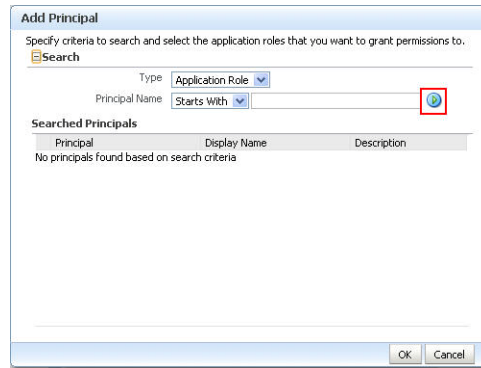 Add Principal
Specify criteria to search and select the application roles that you want to grant permissions to.
Search
Type Application Role
Principal Name Starts With
Searched Principals
Principal Display Name Description
No principals found based on search criteria
OK Cancel